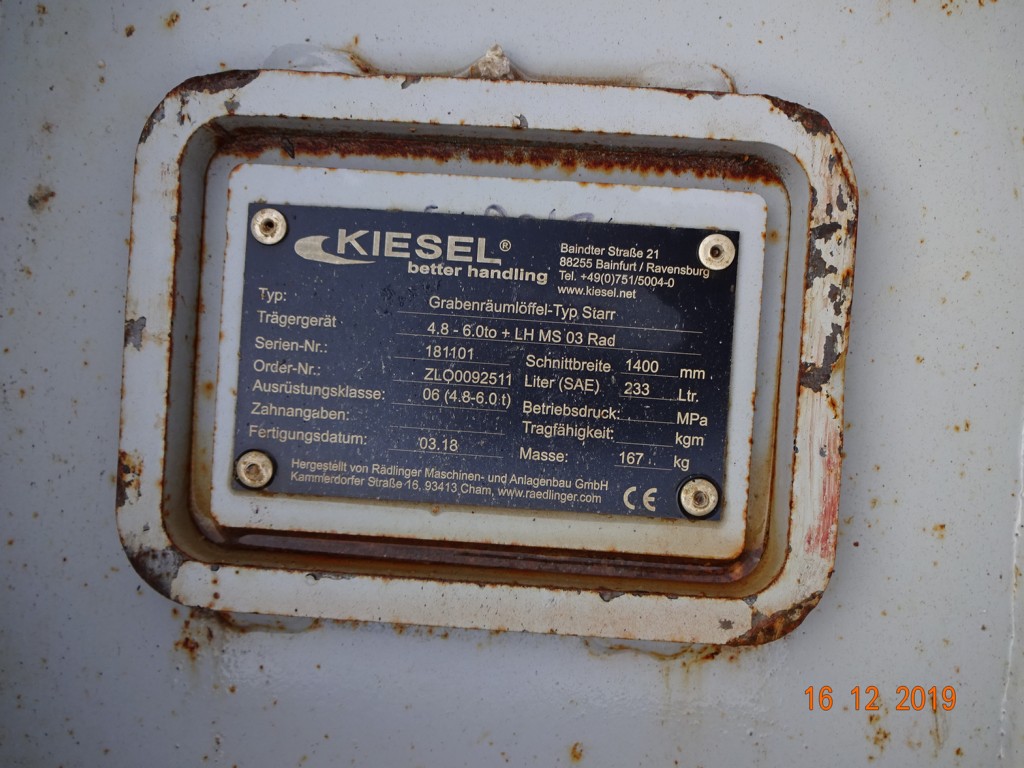 KIESEL®
better handling
Baindter Straße 21
88255 Bainfurt / Ravensburg
Tel. +49(0)751/5004-0
www.kiesel.net
Typ: Grabenräumlöffel-Typ Starr
Trägergerät 4.8 - 6.0to + LH MS 03 Rad
Serien-Nr.: 181101 Schnittbreite 1400 mm
Order-Nr.: ZLO0092511 Liter (SAE) 233 Ltr.
Ausrüstungsklasse: 06 (4.8-6.0 t) Betriebsdruck: MPa
Zahnangaben: Tragfähigkeit: kgm
Fertigungsdatum: 03.18 Masse: 167 kg
Hergestellt von Rädlinger Maschinen- und Anlagenbau GmbH
Kammerdorfer Straße 16, 93413 Cham, www.raedlinger.com
CE
16 12 2019